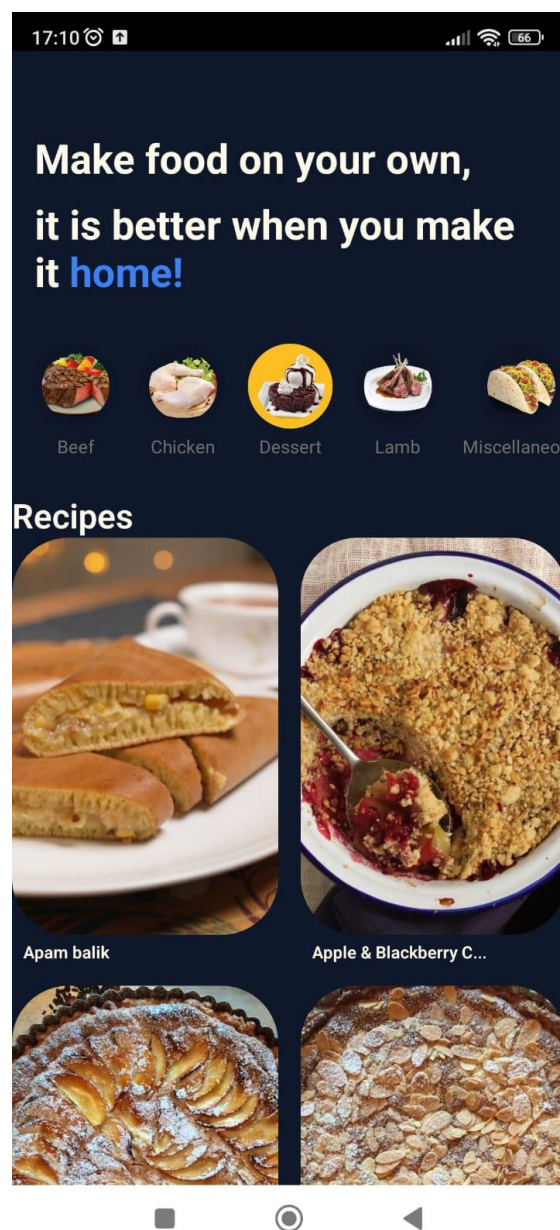 17:10
66
Make food on your own,
it is better when you make
it home!
Beef Chicken Dessert Lamb Miscellaneo
Recipes
Apam balik Apple & Blackberry C...